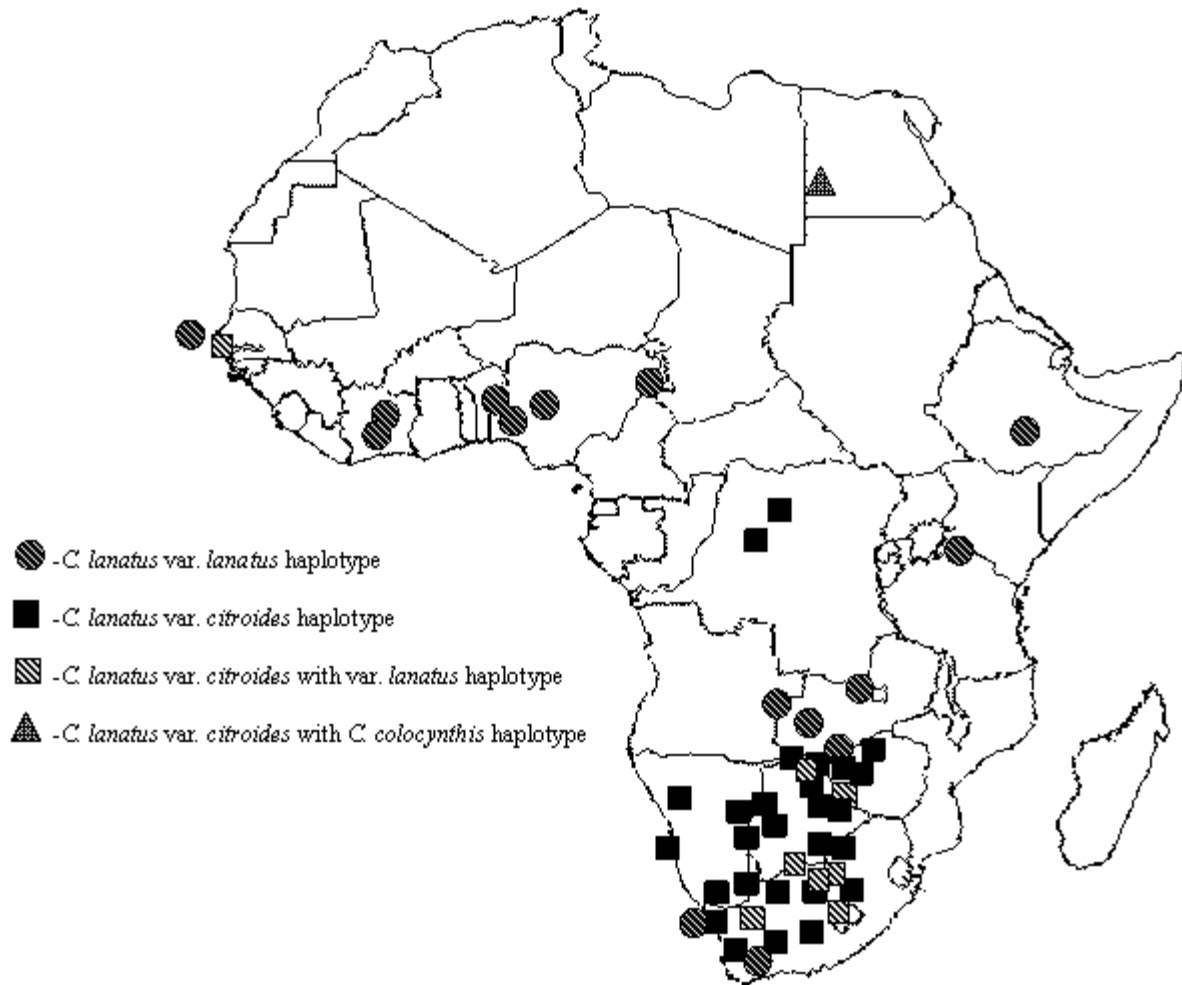 -C. lanatus var. lanatus haplotype
-C. lanatus var. citroides haplotype
-C. lanatus var. citroides with var. lanatus haplotype
-C. lanatus var. citroides with C. colocynthis haplotype